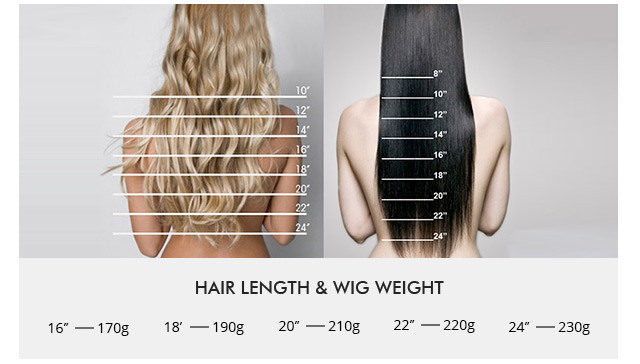 10″
12″
14″
16″
18″
20″
22″
24″
8″
10″
12″
14″
16″
18″
20″
22″
24″
HAIR LENGTH & WIG WEIGHT
16″ — 170g
18′ — 190g
20″ — 210g
22″ — 220g
24″ — 230g